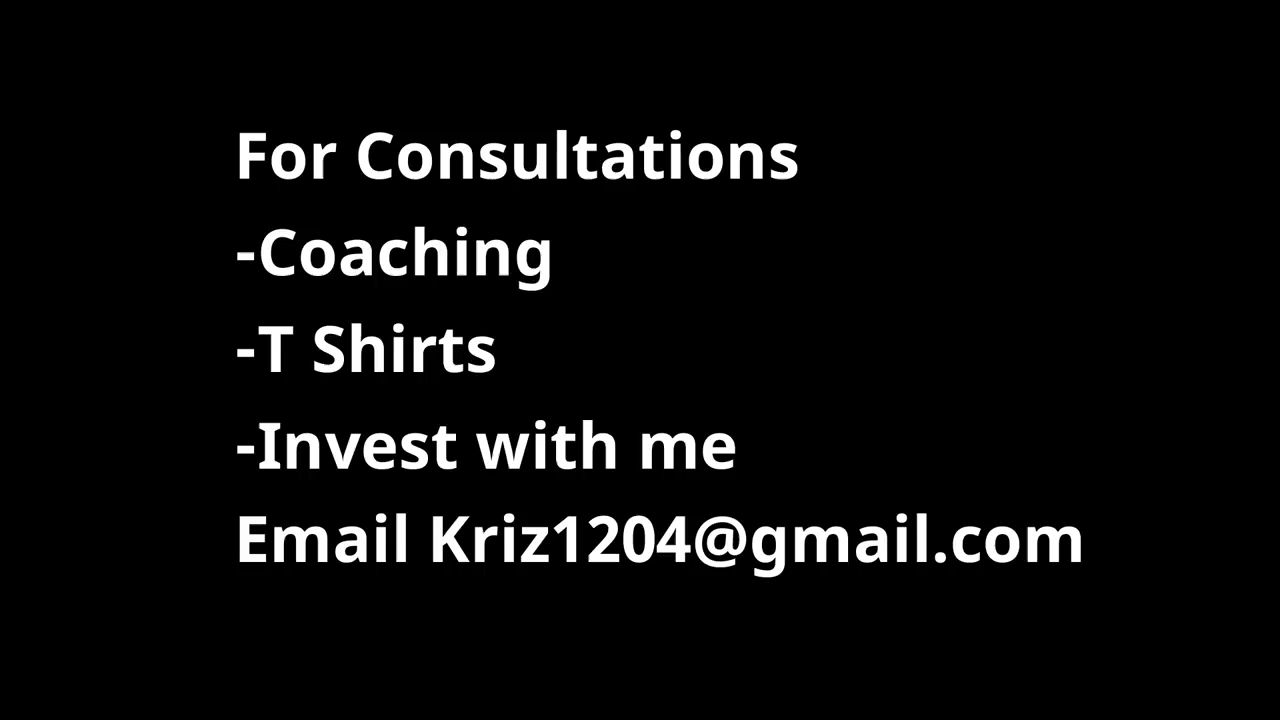 For Consultations
-Coaching
-T Shirts
-Invest with me
Email Kriz1204@gmail.com